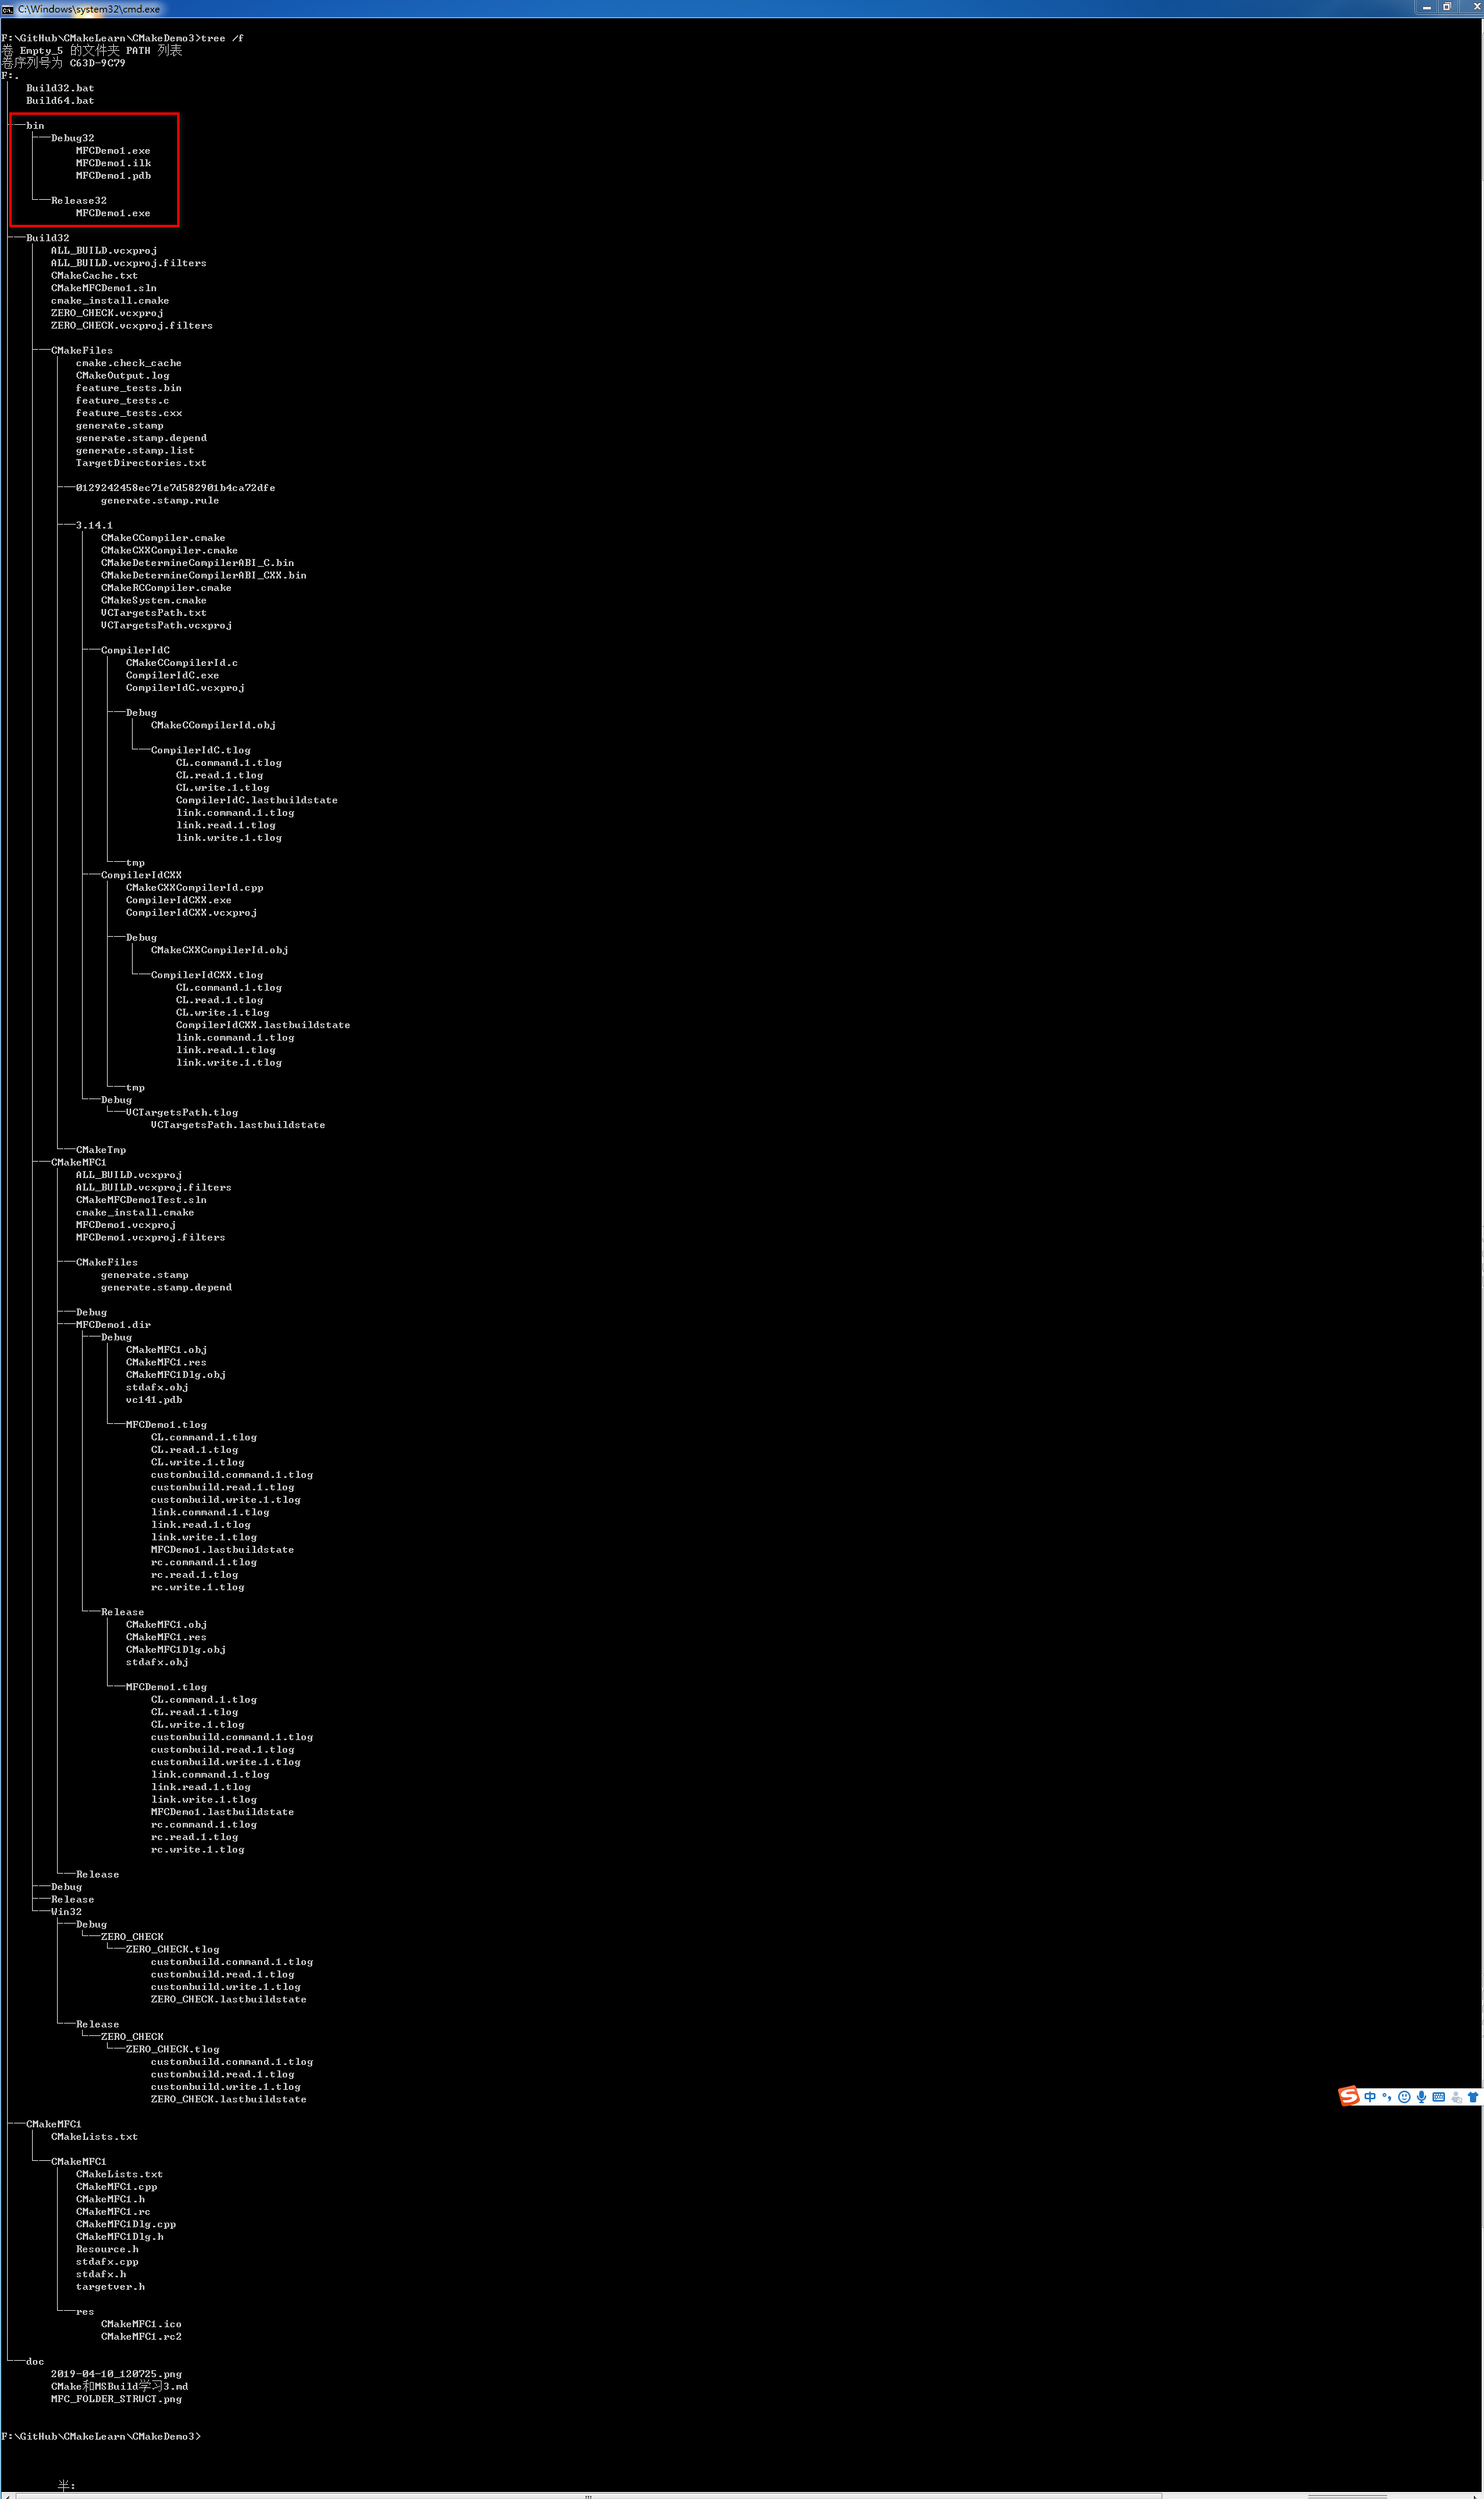 C:\Windows\system32\cmd.exe
F:\GitHub\CMakeLearn\CMakeDemo3>tree /f
卷 Empty_5 的文件夹 PATH 列表
卷序列号为 C63D-9C79
F:.
Build32.bat
Build64.bat
bin
Debug32
MFCDemo1.exe
MFCDemo1.ilk
MFCDemo1.pdb
Release32
MFCDemo1.exe
Build32
ALL_BUILD.vcxproj
ALL_BUILD.vcxproj.filters
CMakeCache.txt
CMakeMFCDemo1.sln
cmake_install.cmake
ZERO_CHECK.vcxproj
ZERO_CHECK.vcxproj.filters
CMakeFiles
cmake.check_cache
CMakeOutput.log
feature_tests.bin
feature_tests.c
feature_tests.cxx
generate.stamp
generate.stamp.depend
generate.stamp.list
TargetDirectories.txt
0129242458ec71e7d582901b4ca72dfe
generate.stamp.rule
3.14.1
CMakeCCompiler.cmake
CMakeCXXCompiler.cmake
CMakeDetermineCompilerABI_C.bin
CMakeDetermineCompilerABI_CXX.bin
CMakeRCCompiler.cmake
CMakeSystem.cmake
VCTargetsPath.txt
VCTargetsPath.vcxproj
CompilerIdC
CMakeCCompilerId.c
CompilerIdC.exe
CompilerIdC.vcxproj
Debug
CMakeCCompilerId.obj
CompilerIdC.tlog
CL.command.1.tlog
CL.read.1.tlog
CL.write.1.tlog
CompilerIdC.lastbuildstate
link.command.1.tlog
link.read.1.tlog
link.write.1.tlog
tmp
CompilerIdCXX
CMakeCXXCompilerId.cpp
CompilerIdCXX.exe
CompilerIdCXX.vcxproj
Debug
CMakeCXXCompilerId.obj
CompilerIdCXX.tlog
CL.command.1.tlog
CL.read.1.tlog
CL.write.1.tlog
CompilerIdCXX.lastbuildstate
link.command.1.tlog
link.read.1.tlog
link.write.1.tlog
tmp
Debug
VCTargetsPath.tlog
VCTargetsPath.lastbuildstate
CMakeTmp
CMakeMFC1
ALL_BUILD.vcxproj
ALL_BUILD.vcxproj.filters
CMakeMFCDemo1Test.sln
cmake_install.cmake
MFCDemo1.vcxproj
MFCDemo1.vcxproj.filters
CMakeFiles
generate.stamp
generate.stamp.depend
Debug
MFCDemo1.dir
Debug
CMakeMFC1.obj
CMakeMFC1.res
CMakeMFC1Dlg.obj
stdafx.obj
vc141.pdb
MFCDemo1.tlog
CL.command.1.tlog
CL.read.1.tlog
CL.write.1.tlog
custombuild.command.1.tlog
custombuild.read.1.tlog
custombuild.write.1.tlog
link.command.1.tlog
link.read.1.tlog
link.write.1.tlog
MFCDemo1.lastbuildstate
rc.command.1.tlog
rc.read.1.tlog
rc.write.1.tlog
Release
CMakeMFC1.obj
CMakeMFC1.res
CMakeMFC1Dlg.obj
stdafx.obj
MFCDemo1.tlog
CL.command.1.tlog
CL.read.1.tlog
CL.write.1.tlog
custombuild.command.1.tlog
custombuild.read.1.tlog
custombuild.write.1.tlog
link.command.1.tlog
link.read.1.tlog
link.write.1.tlog
MFCDemo1.lastbuildstate
rc.command.1.tlog
rc.read.1.tlog
rc.write.1.tlog
Release
Debug
Release
Win32
Debug
ZERO_CHECK
ZERO_CHECK.tlog
custombuild.command.1.tlog
custombuild.read.1.tlog
custombuild.write.1.tlog
ZERO_CHECK.lastbuildstate
Release
ZERO_CHECK
ZERO_CHECK.tlog
custombuild.command.1.tlog
custombuild.read.1.tlog
custombuild.write.1.tlog
ZERO_CHECK.lastbuildstate
S 中
CMakeMFC1
CMakeLists.txt
CMakeMFC1
CMakeLists.txt
CMakeMFC1.cpp
CMakeMFC1.h
CMakeMFC1.rc
CMakeMFC1Dlg.cpp
CMakeMFC1Dlg.h
Resource.h
stdafx.cpp
stdafx.h
targetver.h
res
CMakeMFC1.ico
CMakeMFC1.rc2
doc
2019-04-10_120725.png
CMake和MSBuild学习3.md
MFC_FOLDER_STRUCT.png
F:\GitHub\CMakeLearn\CMakeDemo3>
半: